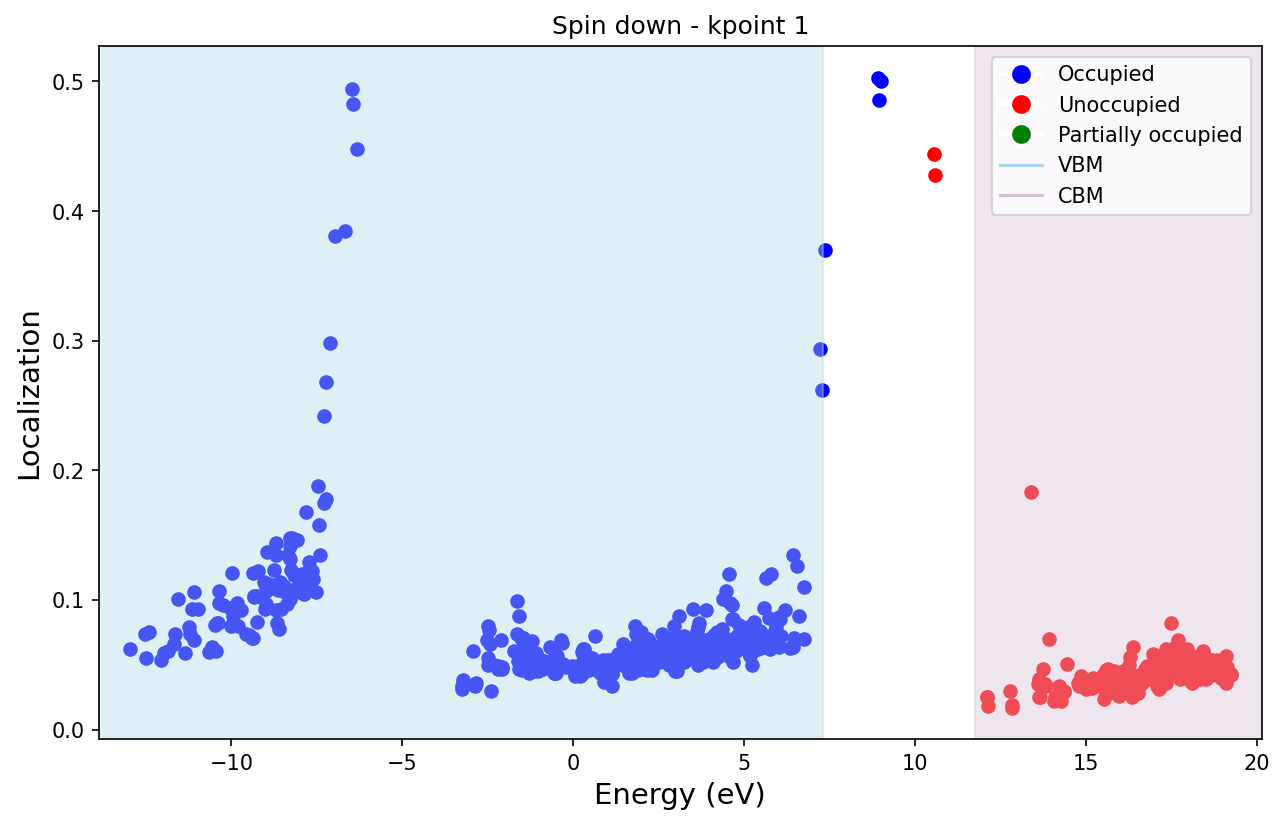 Spin down - kpoint 1
Localization
0.5
0.4
0.3
0.2
0.1
0.0
Occupied
Unoccupied
Partially occupied
VBM
CBM
−10
−5
0
5
10
15
20
Energy (eV)